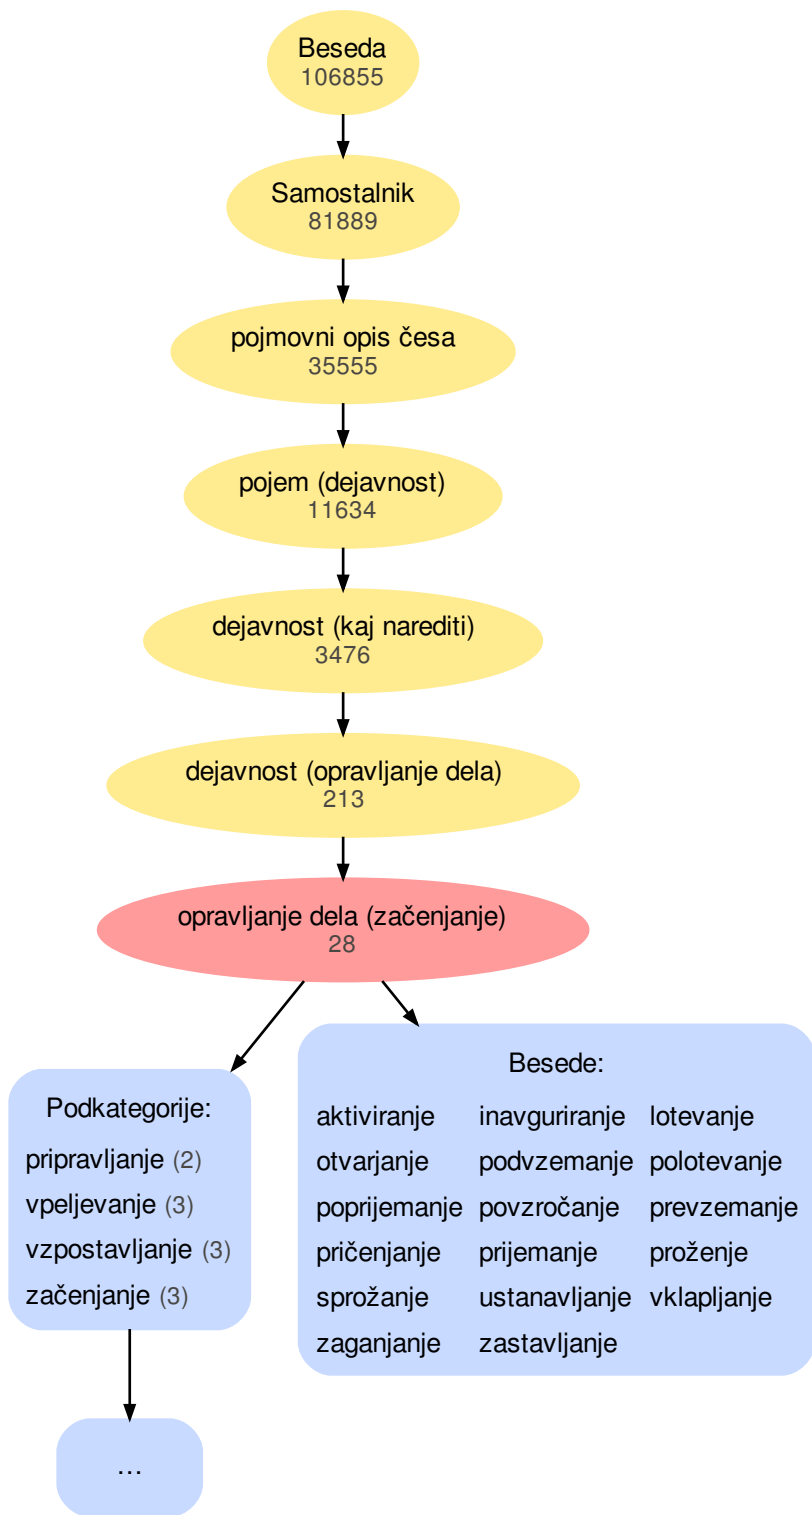 Beseda
106855
Samostalnik
81889
pojmovni opis česa
35555
pojem (dejavnost)
11634
dejavnost (kaj narediti)
3476
dejavnost (opravljanje dela)
213
opravljanje dela (začenjanje)
28
Podkategorije:
pripravljanje (2)
vpeljevanje (3)
vzpostavljanje (3)
začenjanje (3)
...
Besede:
aktiviranje inavguriranje lotevanje
otvarjanje podvzemanje polotevanje
poprijemanje povzročanje prevzemanje
pričenjanje prijemanje proženje
sprožanje ustanavljanje vklapljanje
zaganjanje zastavljanje